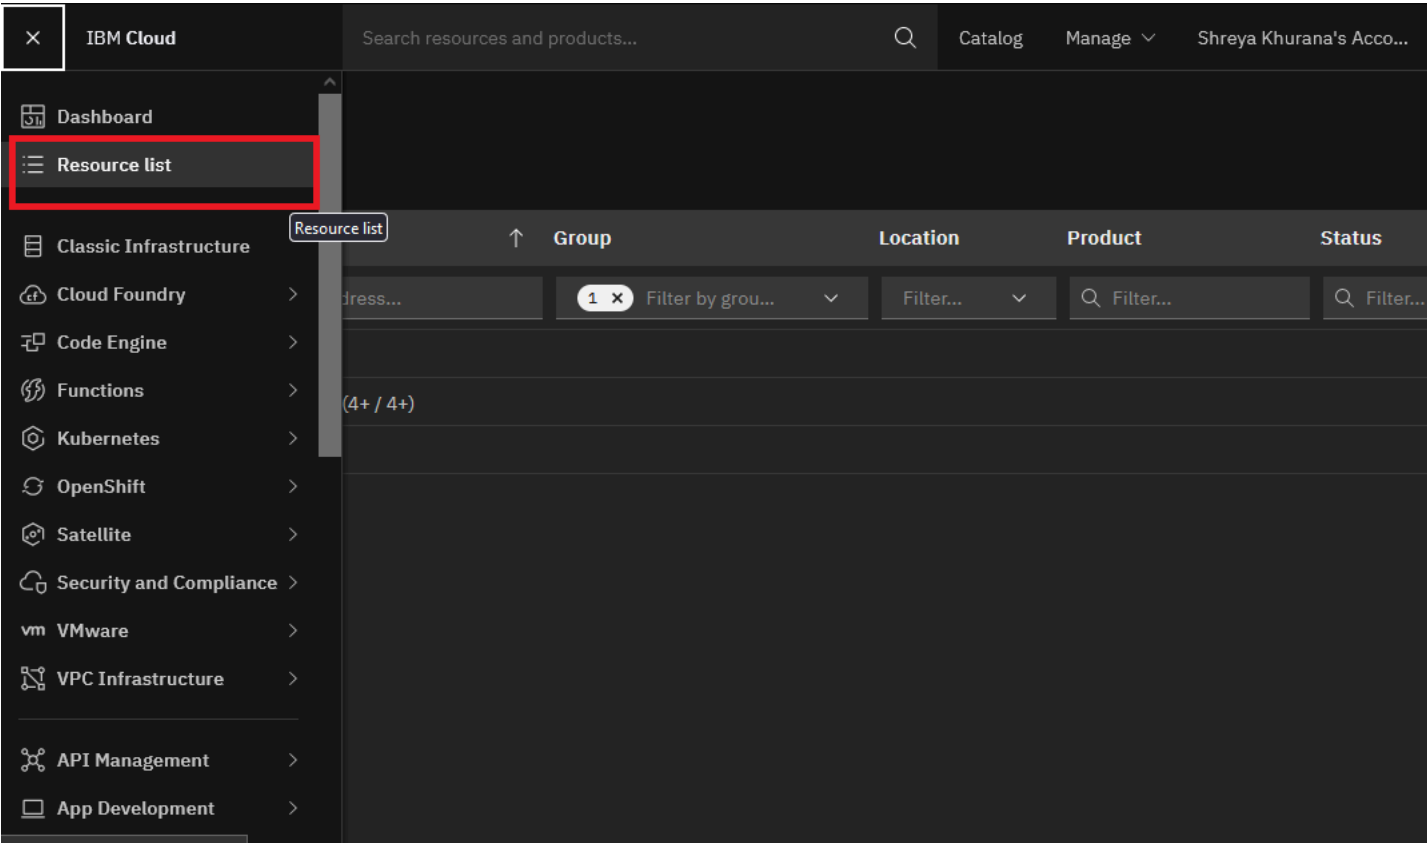 IBM Cloud
Search resources and products...
Catalog
Manage
Shreya Khurana's Acco...
Dashboard
Resource list
Resource list
Classic Infrastructure
Cloud Foundry
Code Engine
Functions
Kubernetes
OpenShift
Satellite
Security and Compliance
vm VMware
VPC Infrastructure
API Management
App Development
Group
Location
Product
Status
dress...
1
Filter by grou...
Filter...
Filter...
Filter...
(4+ / 4+)